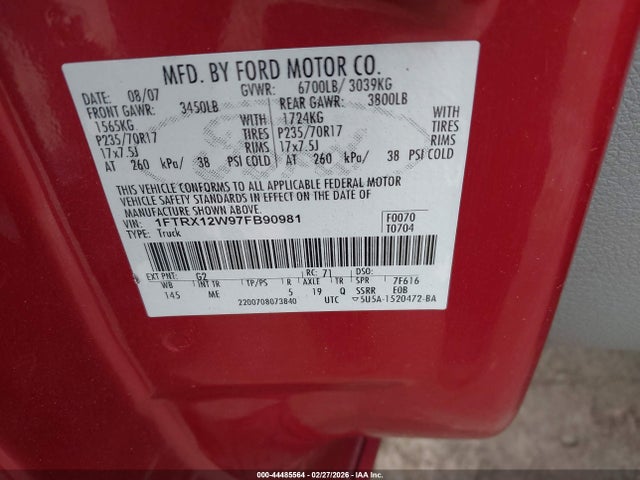 MFD. BY FORD MOTOR CO.
DATE: 08/07 GVWR: 6700LB/ 3039KG
FRONT GAWR: 3450LB REAR GAWR: 3800LB
1565KG WITH 1724KG WITH
P235/70R17 TIRES P235/70R17 TIRES
17x7.5J RIMS 17x7.5J RIMS
AT 260 kPa/ 38 PSI COLD AT 260 kPa/ 38 PSI COLD
THIS VEHICLE CONFORMS TO ALL APPLICABLE FEDERAL MOTOR
VEHICLE SAFETY STANDARDS IN EFFECT ON THE DATE OF
MANUFACTURE SHOWN ABOVE.
VIN: 1FTRX12W97FB90981 F0070
TYPE: Truck T0704
EXT PNT: G2 RC: 71 DSO:
WB INT TR TP/PS R AXLE TR SPR 7F616
145 ME 5 19 Q SSRR E0B
2200708073840 UTC ▽5U5A-1520472-BA
000-44485564 | 02/27/2026 - Copyright © IAA, Inc.